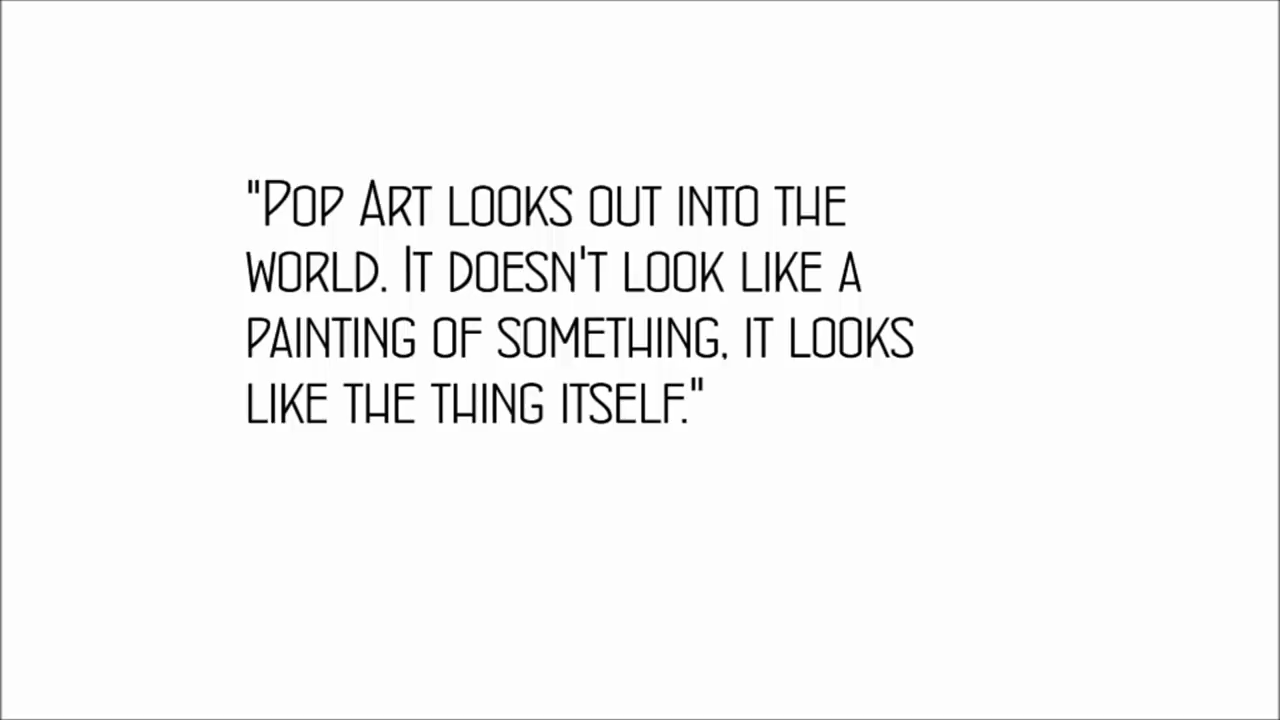 "Pop Art looks out into the
world. It doesn't look like a
painting of something, it looks
like the thing itself."